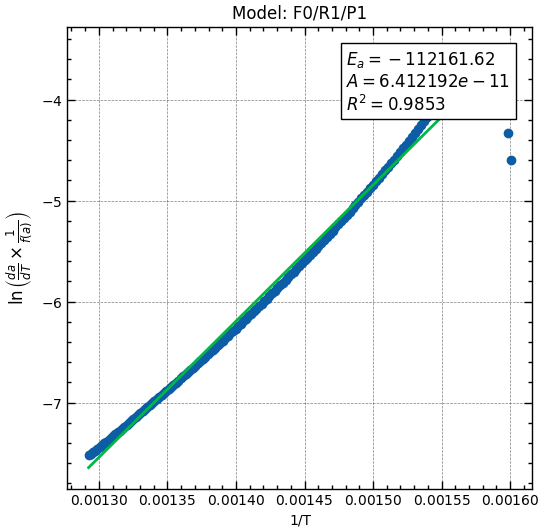 Model: F0/R1/P1
E_a = −112161.62
A = 6.412192e − 11
R² = 0.9853
−4
−5
−6
−7
ln (da/dT × 1/f(a))
0.00130 0.00135 0.00140 0.00145 0.00150 0.00155 0.00160
1/T